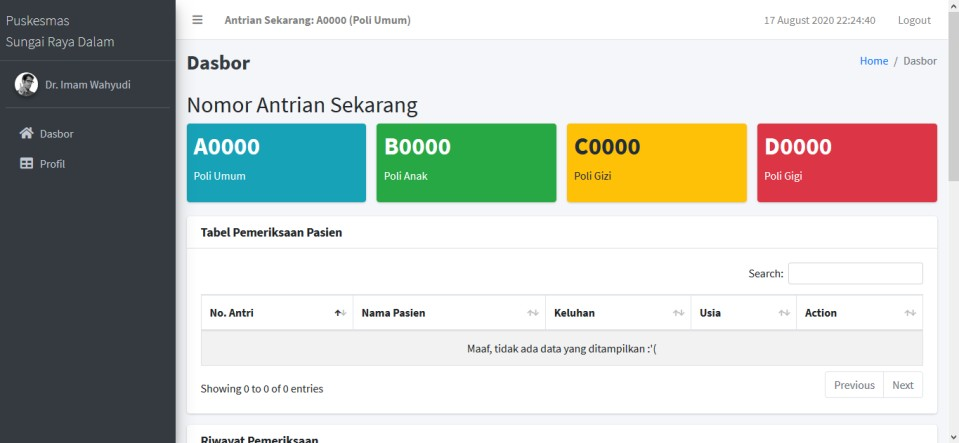 Puskesmas
Sungai Raya Dalam
Dr. Imam Wahyudi
Dasbor
Profil
Antrian Sekarang: A0000 (Poli Umum)
17 August 2020 22:24:40
Logout
Dasbor
Home / Dasbor
Nomor Antrian Sekarang
A0000
Poli Umum
B0000
Poli Anak
C0000
Poli Gizi
D0000
Poli Gigi
Tabel Pemeriksaan Pasien
Search:
No. Antri Nama Pasien Keluhan Usia Action
Maaf, tidak ada data yang ditampilkan :'(
Showing 0 to 0 of 0 entries
Previous Next
Riwayat Pemeriksaan